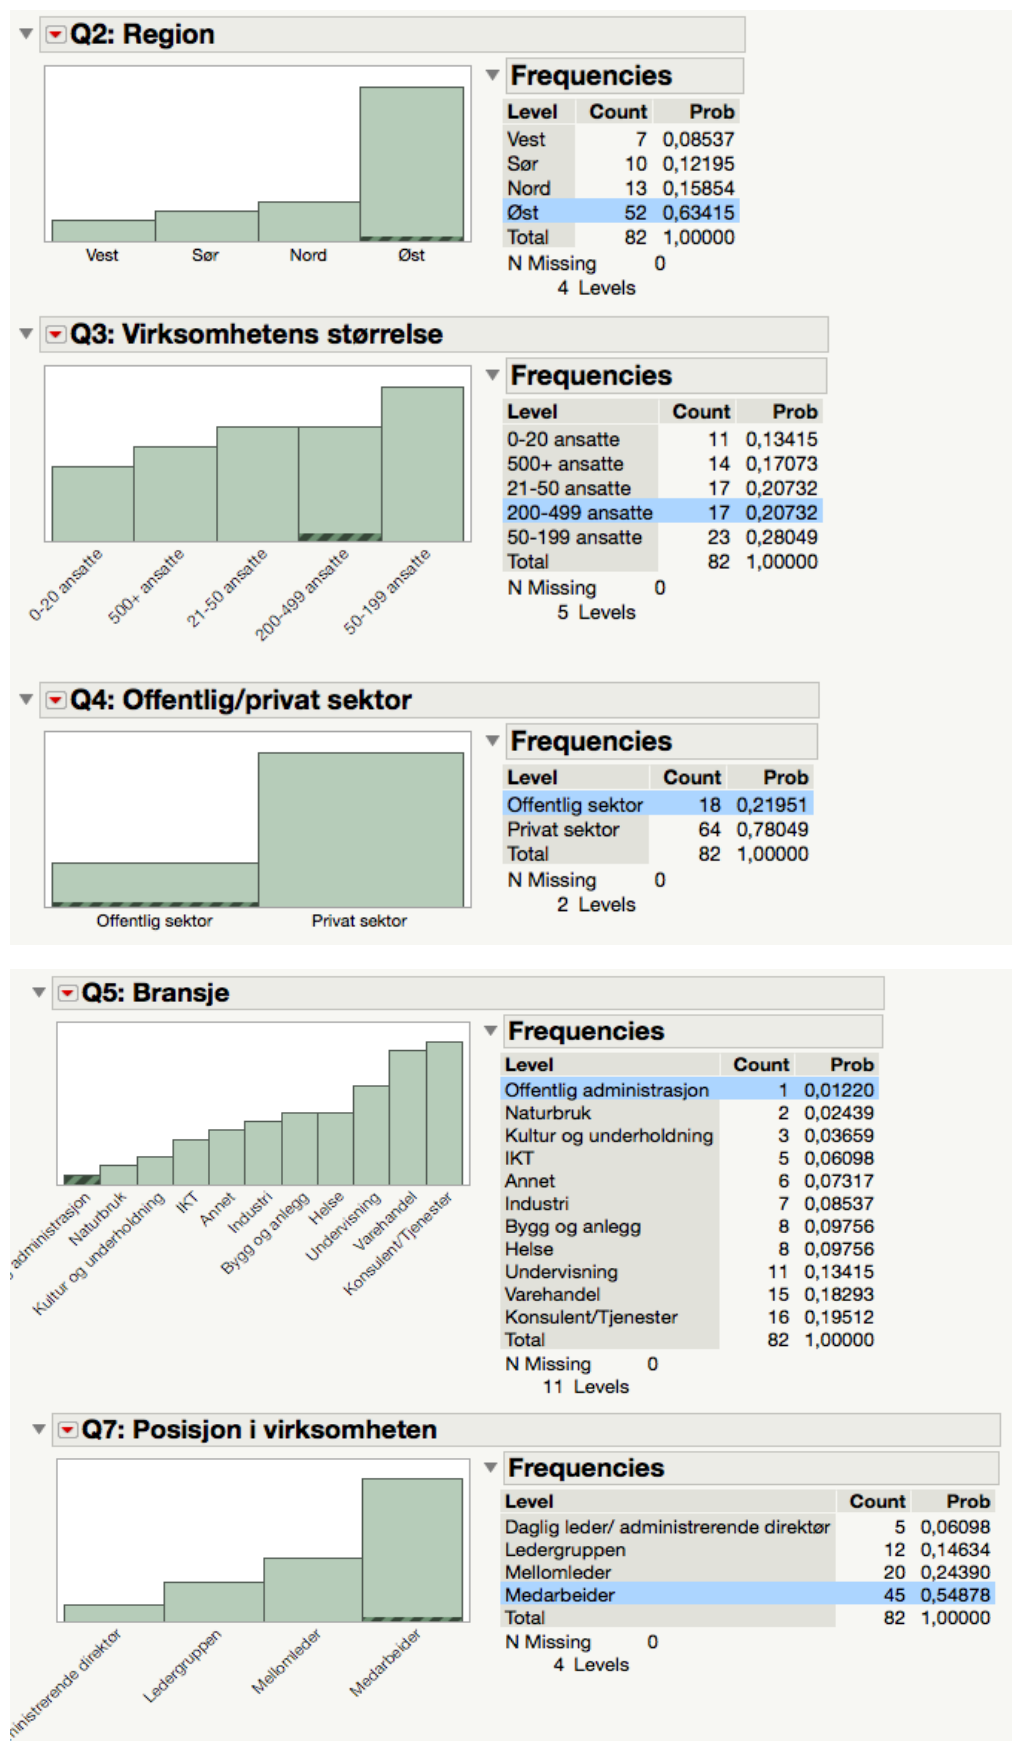 Q2: Region
Frequencies
Level Count Prob
Vest 7 0,08537
Sør 10 0,12195
Nord 13 0,15854
Øst 52 0,63415
Total 82 1,00000
N Missing 0
4 Levels
Vest Sør Nord Øst
Q3: Virksomhetens størrelse
Frequencies
Level Count Prob
0-20 ansatte 11 0,13415
500+ ansatte 14 0,17073
21-50 ansatte 17 0,20732
200-499 ansatte 17 0,20732
50-199 ansatte 23 0,28049
Total 82 1,00000
N Missing 0
5 Levels
0-20 ansatte
500+ ansatte
21-50 ansatte
200-499 ansatte
50-199 ansatte
Q4: Offentlig/privat sektor
Frequencies
Level Count Prob
Offentlig sektor 18 0,21951
Privat sektor 64 0,78049
Total 82 1,00000
N Missing 0
2 Levels
Offentlig sektor Privat sektor
Q5: Bransje
Frequencies
Level Count Prob
Offentlig administrasjon 1 0,01220
Naturbruk 2 0,02439
Kultur og underholdning 3 0,03659
IKT 5 0,06098
Annet 6 0,07317
Industri 7 0,08537
Bygg og anlegg 8 0,09756
Helse 8 0,09756
Undervisning 11 0,13415
Varehandel 15 0,18293
Konsulent/Tjenester 16 0,19512
Total 82 1,00000
N Missing 0
11 Levels
administrasjon
Naturbruk
Kultur og underholdning
IKT
Annet
Industri
Bygg og anlegg
Helse
Undervisning
Varehandel
Konsulent/Tjenester
Q7: Posisjon i virksomheten
Frequencies
Level Count Prob
Daglig leder/ administrerende direktør 5 0,06098
Ledergruppen 12 0,14634
Mellomleder 20 0,24390
Medarbeider 45 0,54878
Total 82 1,00000
N Missing 0
4 Levels
ministrerende direktør
Ledergruppen
Mellomleder
Medarbeider